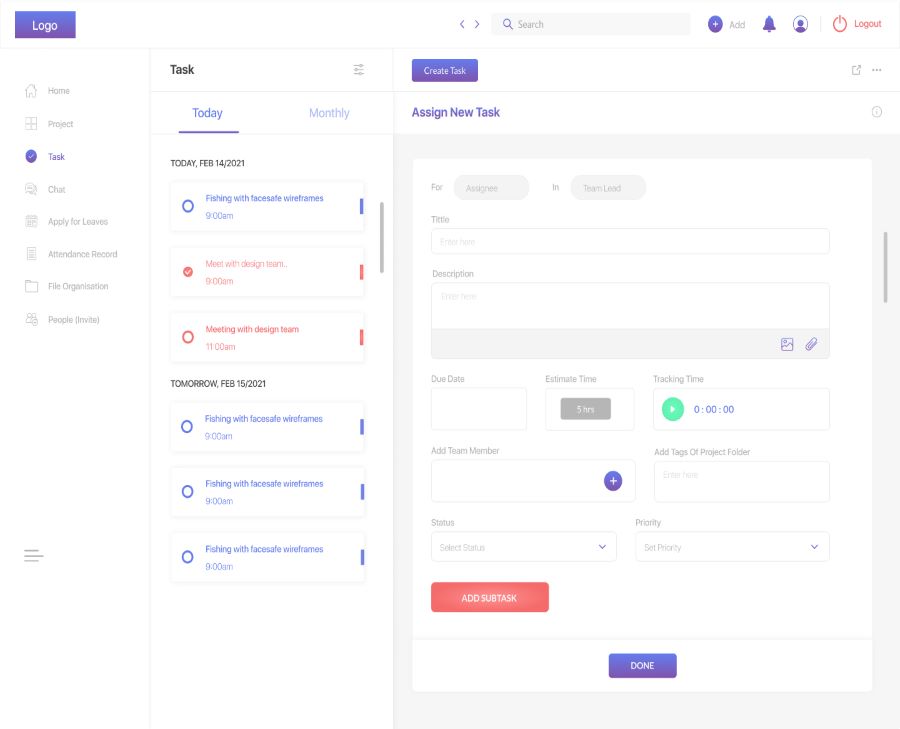 Logo
Search
Add
Logout
Home
Project
Task
Chat
Apply for Leaves
Attendance Record
File Organisation
People (Invite)
Task
Today
Monthly
TODAY, FEB 14/2021
Fishing with facesafe wireframes
9:00am
Meet with design team..
9:00am
Meeting with design team
11:00am
TOMORROW, FEB 15/2021
Fishing with facesafe wireframes
9:00am
Fishing with facesafe wireframes
9:00am
Fishing with facesafe wireframes
9:00am
Create Task
Assign New Task
For
Assignee
In
Team Lead
Tittle
Enter here
Description
Enter here
Due Date
Estimate Time
Tracking Time
5 hrs
0 : 00 : 00
Add Team Member
Add Tags Of Project Folder
Enter here
Status
Priority
Select Status
Set Priority
ADD SUBTASK
DONE